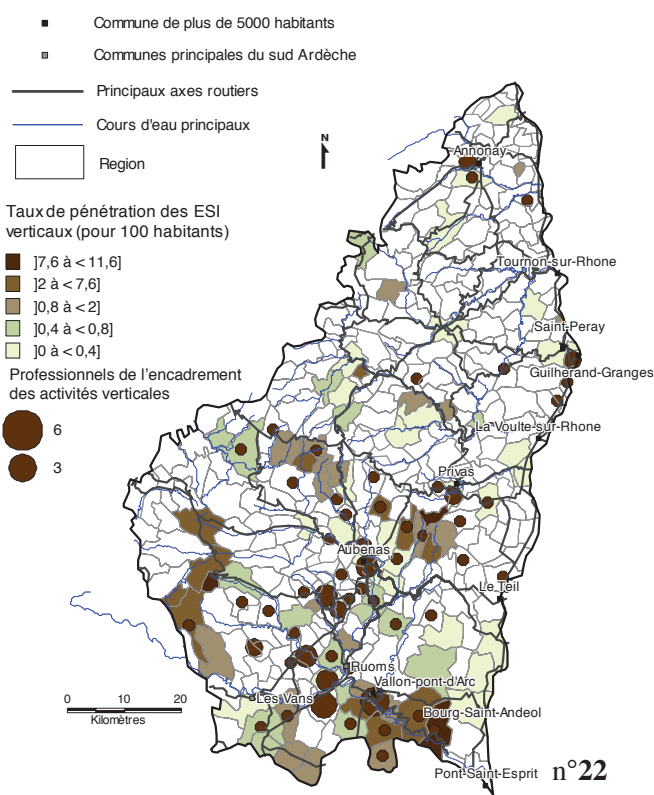 Commune de plus de 5000 habitants
Communes principales du sud Ardèche
Principaux axes routiers
Cours d'eau principaux
Region
N
Taux de pénétration des ESI
verticaux (pour 100 habitants)
]7,6 à < 11,6]
]2 à < 7,6]
]0,8 à < 2]
]0,4 à < 0,8]
]0 à < 0,4]
Professionnels de l'encadrement
des activités verticales
6
3
Annonay
Tournon-sur-Rhone
Saint-Peray
Guilherand-Granges
La Voulte-sur-Rhone
Privas
Aubenas
Le Teil
Ruoms
Vallon-pont-d'Arc
Les Vans
Bourg-Saint-Andeol
Pont-Saint-Esprit
0 10 20
Kilomètres
n°22